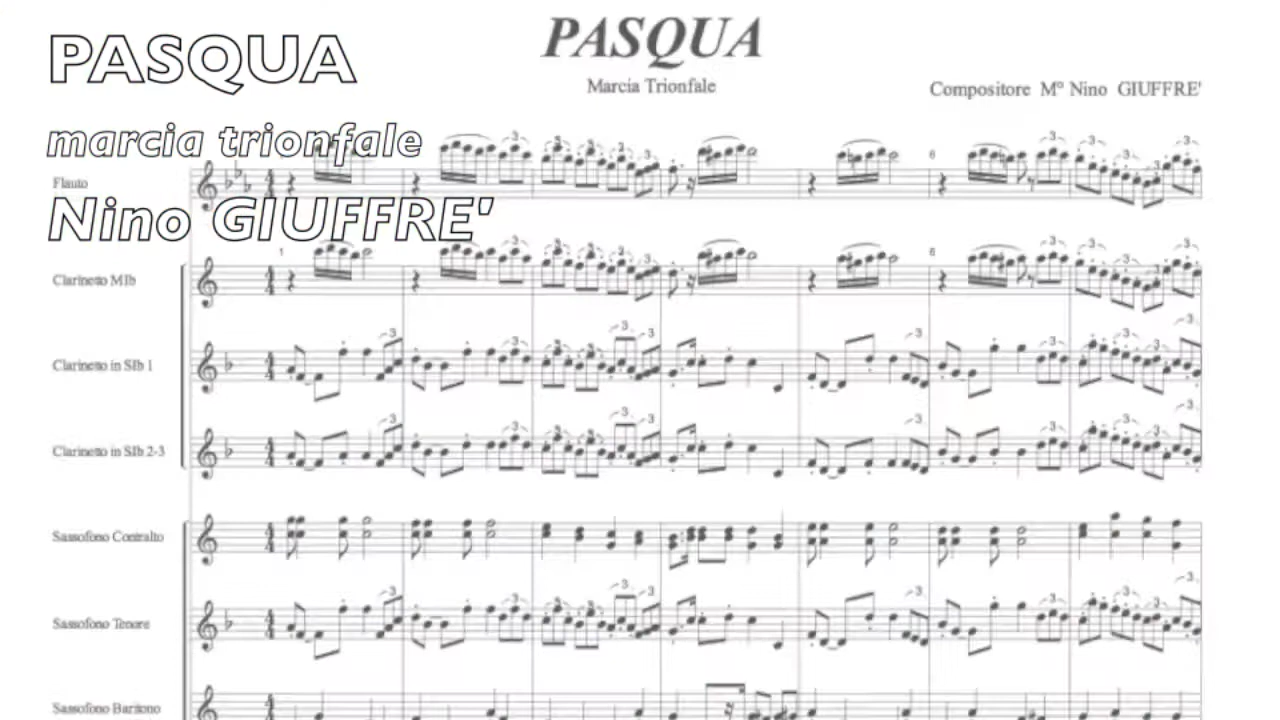 PASQUA
PASQUA
marcia trionfale
Marcia Trionfale
Compositore M° Nino GIUFFRE'
Nino GIUFFRE'
Flauto
Clarinetto MIb
Clarinetto in SIb 1
Clarinetto in SIb 2-3
Sassofono Contralto
Sassofono Tenore
Sassofono Baritono